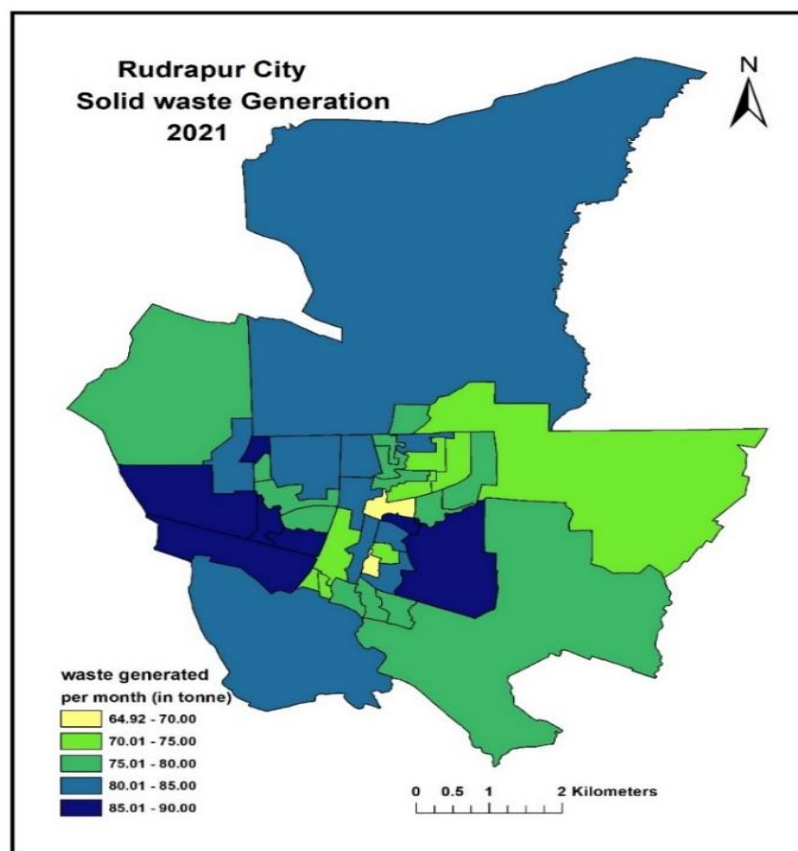 Rudrapur City
Solid waste Generation
2021
N
waste generated
per month (in tonne)
64.92 - 70.00
70.01 - 75.00
75.01 - 80.00
80.01 - 85.00
85.01 - 90.00
0 0.5 1 2 Kilometers